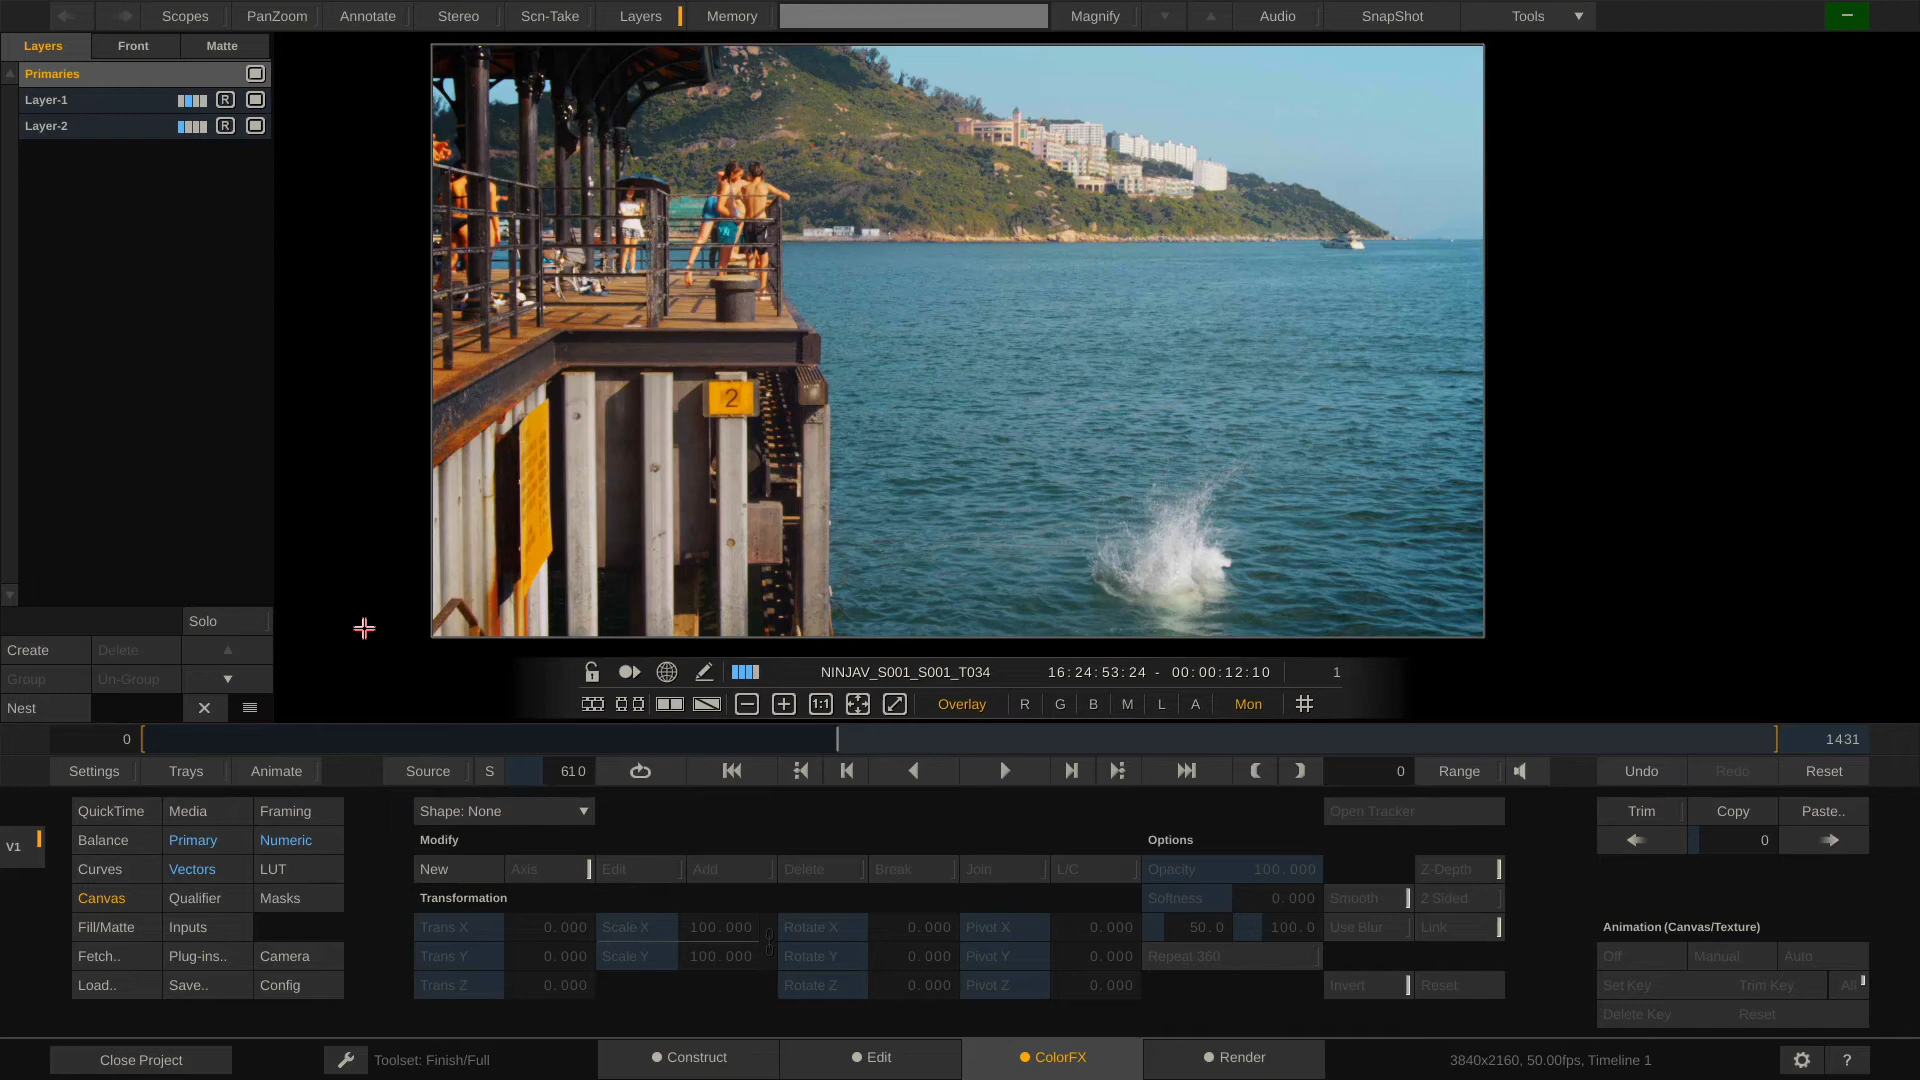 Scopes PanZoom Annotate Stereo Scn-Take Layers Memory Magnify Audio SnapShot Tools
Layers Front Matte
Primaries
Layer-1 R
Layer-2 R
2
Solo
Create Delete
Group Un-Group
Nest
NINJAV_S001_S001_T034 16:24:53:24 - 00:00:12:10 1
1:1 Overlay R G B M L A Mon
0 1431
Settings Trays Animate Source S 610 0 Range Undo Redo Reset
QuickTime Media Framing Shape: None Open Tracker Trim Copy Paste..
V1 Balance Primary Numeric Modify Options 0
Curves Vectors LUT New Axis Edit Add Delete Break Join L/C Opacity 100.000 Z-Depth
Canvas Qualifier Masks Transformation Softness 0.000 Smooth 2 Sided
Fill/Matte Inputs Trans X 0.000 Scale X 100.000 Rotate X 0.000 Pivot X 0.000 50.0 100.0 Use Blur Link Animation (Canvas/Texture)
Fetch.. Plug-ins.. Camera Trans Y 0.000 Scale Y 100.000 Rotate Y 0.000 Pivot Y 0.000 Repeat 360 Off Manual Auto
Load.. Save.. Config Trans Z 0.000 Rotate Z 0.000 Pivot Z 0.000 Invert Reset Set Key Trim Key All
Delete Key Reset
Close Project Toolset: Finish/Full Construct Edit ColorFX Render 3840x2160, 50.00fps, Timeline 1 ?